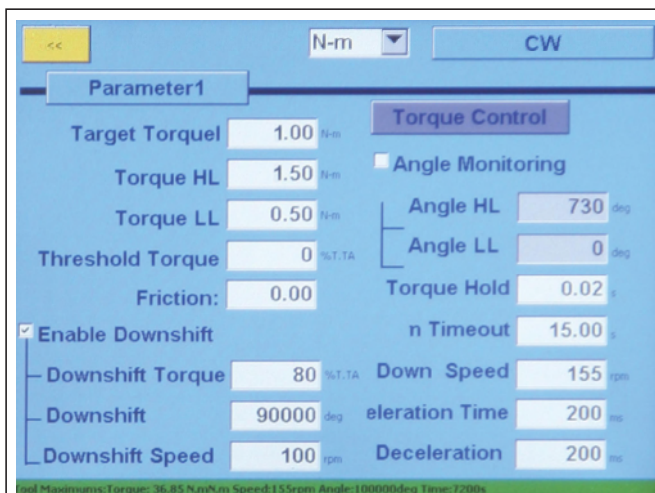 <<
N-m
CW
Parameter1
Target Torquel 1.00 N-m
Torque HL 1.50 N-m
Torque LL 0.50 N-m
Threshold Torque 0 %T.TA
Friction: 0.00
Enable Downshift
Downshift Torque 80 %T.TA
Downshift 90000 deg
Downshift Speed 100 rpm
Torque Control
Angle Monitoring
Angle HL 730 deg
Angle LL 0 deg
Torque Hold 0.02 s
n Timeout 15.00 s
Down Speed 155 rpm
eleration Time 200 ms
Deceleration 200 ms
ool Maximums:Torque: 36.85 N.mN.m Speed:155rpm Angle:100000deg Time:7200s